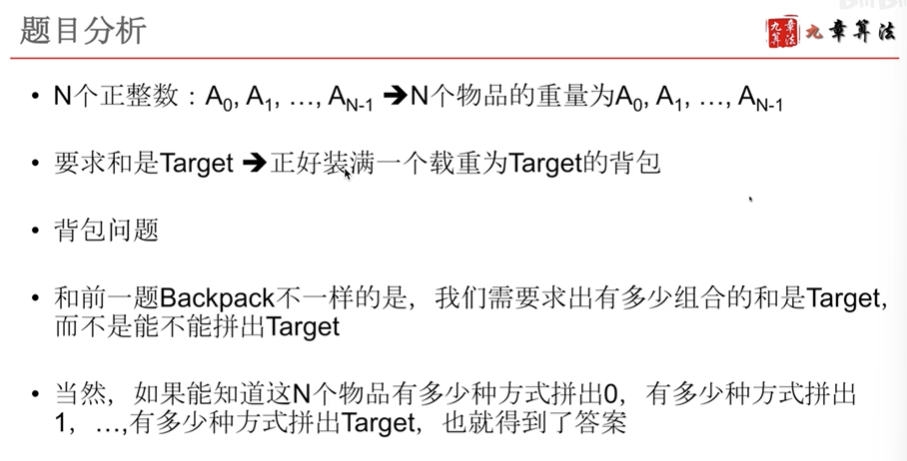 题目分析
九章算法
九章算法
• N个正整数：A0, A1, …, AN-1 ➔N个物品的重量为A0, A1, …, AN-1
• 要求和是Target ➔正好装满一个载重为Target的背包
• 背包问题
• 和前一题Backpack不一样的是，我们需要求出有多少组合的和是Target，
而不是能不能拼出Target
• 当然，如果能知道这N个物品有多少种方式拼出0，有多少种方式拼出
1，…,有多少种方式拼出Target，也就得到了答案